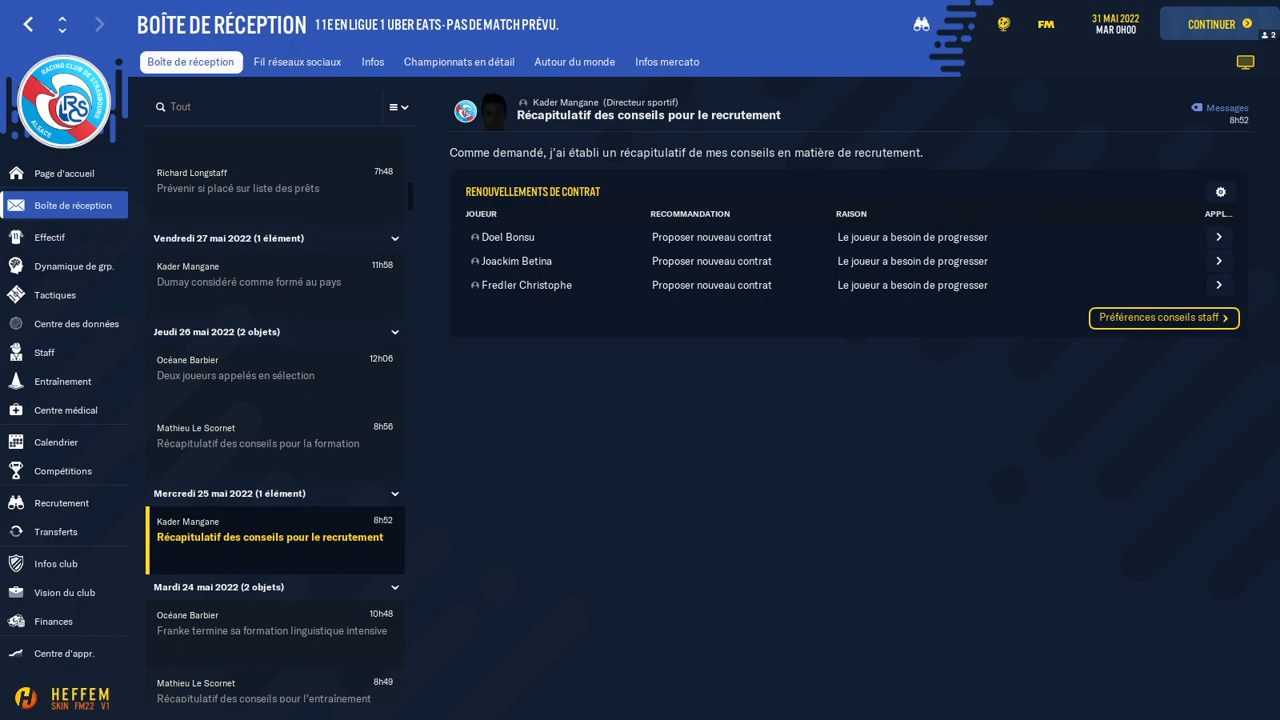 BOÎTE DE RÉCEPTION
11E EN LIGUE 1 UBER EATS - PAS DE MATCH PRÉVU.
FM
31 MAI 2022
MAR 0H00
CONTINUER
2
Boîte de réception
Fil réseaux sociaux
Infos
Championnats en détail
Autour du monde
Infos mercato
RACING CLUB DE STRASBOURG
ALSACE
Page d'accueil
Boîte de réception
Effectif
Dynamique de grp.
Tactiques
Centre des données
Staff
Entraînement
Centre médical
Calendrier
Compétitions
Recrutement
Transferts
Infos club
Vision du club
Finances
Centre d'appr.
HEFFEM
SKIN FM22 V1
Tout
Richard Longstaff 7h48
Prévenir si placé sur liste des prêts
Vendredi 27 mai 2022 (1 élément)
Kader Mangane 11h58
Dumay considéré comme formé au pays
Jeudi 26 mai 2022 (2 objets)
Océane Barbier 12h06
Deux joueurs appelés en sélection
Mathieu Le Scornet 8h56
Récapitulatif des conseils pour la formation
Mercredi 25 mai 2022 (1 élément)
Kader Mangane 8h52
Récapitulatif des conseils pour le recrutement
Mardi 24 mai 2022 (2 objets)
Océane Barbier 10h48
Franke termine sa formation linguistique intensive
Mathieu Le Scornet 8h49
Récapitulatif des conseils pour l'entraînement
Kader Mangane (Directeur sportif)
Récapitulatif des conseils pour le recrutement
Messages
8h52
Comme demandé, j'ai établi un récapitulatif de mes conseils en matière de recrutement.
RENOUVELLEMENTS DE CONTRAT
JOUEUR RECOMMANDATION RAISON APPL...
Doel Bonsu Proposer nouveau contrat Le joueur a besoin de progresser
Joackim Betina Proposer nouveau contrat Le joueur a besoin de progresser
Fredler Christophe Proposer nouveau contrat Le joueur a besoin de progresser
Préférences conseils staff